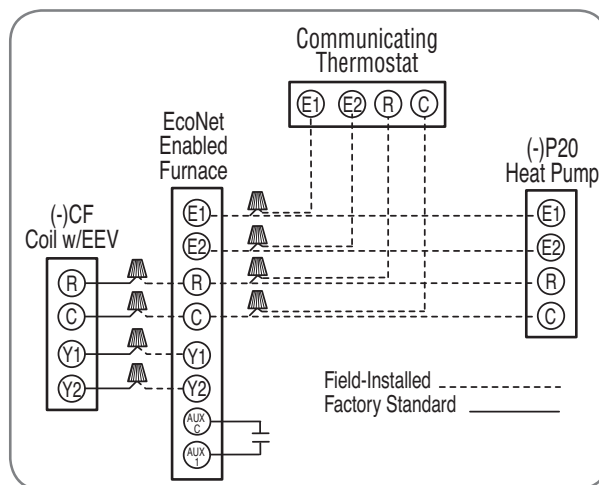 Communicating
Thermostat
E1 E2 R C
EcoNet
Enabled
Furnace
E1
E2
R
C
Y1
Y2
AUX
C
AUX
1
(-)CF
Coil w/EEV
R
C
Y1
Y2
(-)P20
Heat Pump
E1
E2
R
C
Field-Installed
Factory Standard